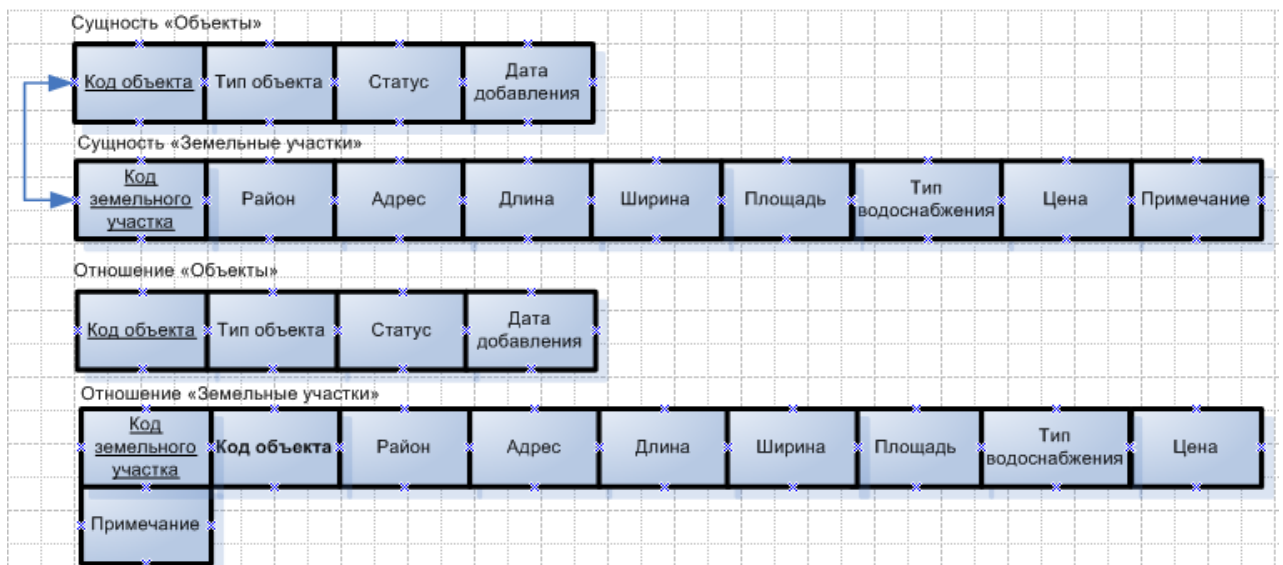 Сущность «Объекты»
Код объекта
Тип объекта
Статус
Дата
добавления
Сущность «Земельные участки»
Код
земельного
участка
Район
Адрес
Длина
Ширина
Площадь
Тип
водоснабжения
Цена
Примечание
Отношение «Объекты»
Код объекта
Тип объекта
Статус
Дата
добавления
Отношение «Земельные участки»
Код
земельного
участка
Код объекта
Район
Адрес
Длина
Ширина
Площадь
Тип
водоснабжения
Цена
Примечание